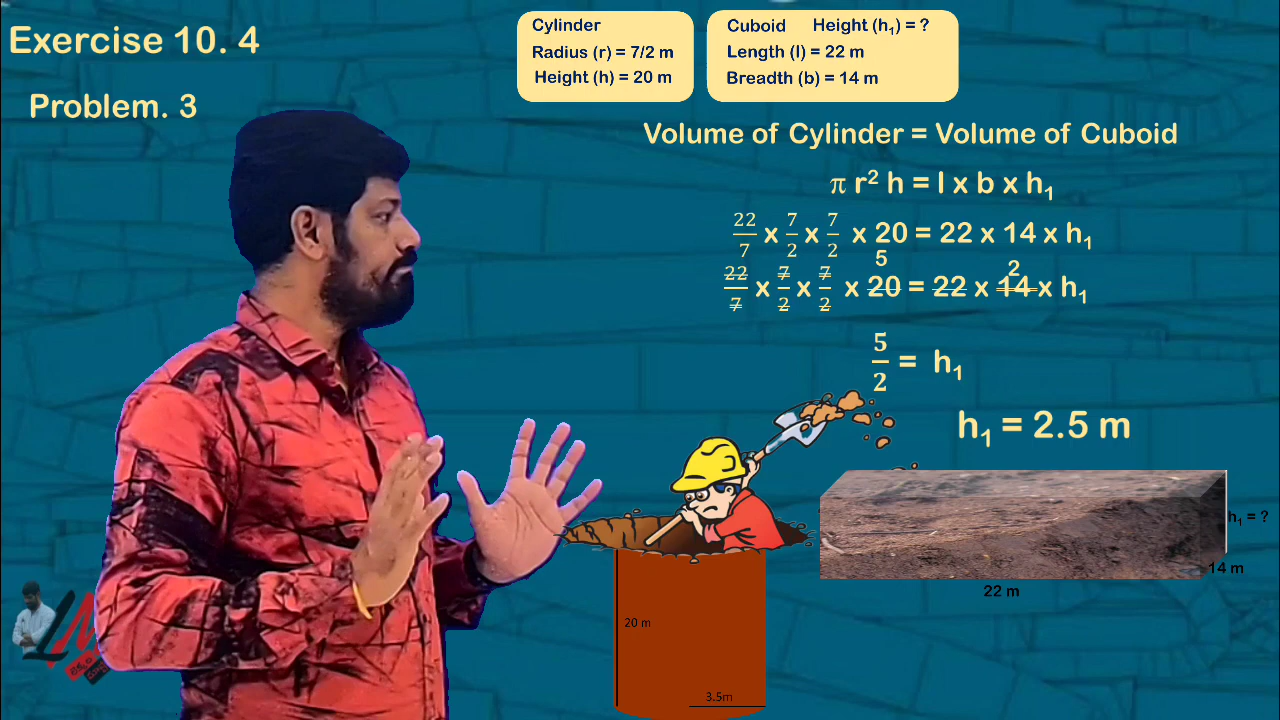 Exercise 10. 4
Problem. 3
Cylinder
Radius (r) = 7/2 m
Height (h) = 20 m
Cuboid Height (h₁) = ?
Length (l) = 22 m
Breadth (b) = 14 m
Volume of Cylinder = Volume of Cuboid
π r² h = l x b x h₁
22/7 x 7/2 x 7/2 x 20 = 22 x 14 x h₁
5 2
22/7 x 7/2 x 7/2 x 20 = 22 x 14 x h₁
5/2 = h₁
h₁ = 2.5 m
h₁ = ?
14 m
22 m
20 m
3.5m
LM